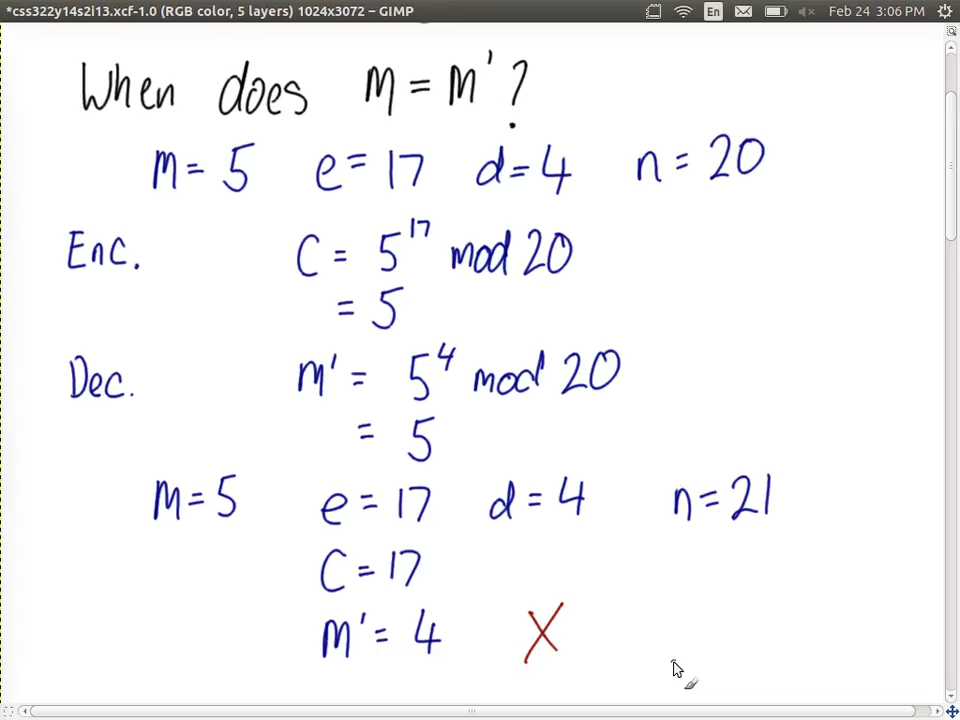 *css322y14s2i13.xcf-1.0 (RGB color, 5 layers) 1024x3072 – GIMP En Feb 24 3:06 PM
When does M = M' ?
M = 5 e = 17 d = 4 n = 20
Enc. C = 5^17 mod 20
= 5
Dec. M' = 5^4 mod 20
= 5
M = 5 e = 17 d = 4 n = 21
C = 17
M' = 4 X